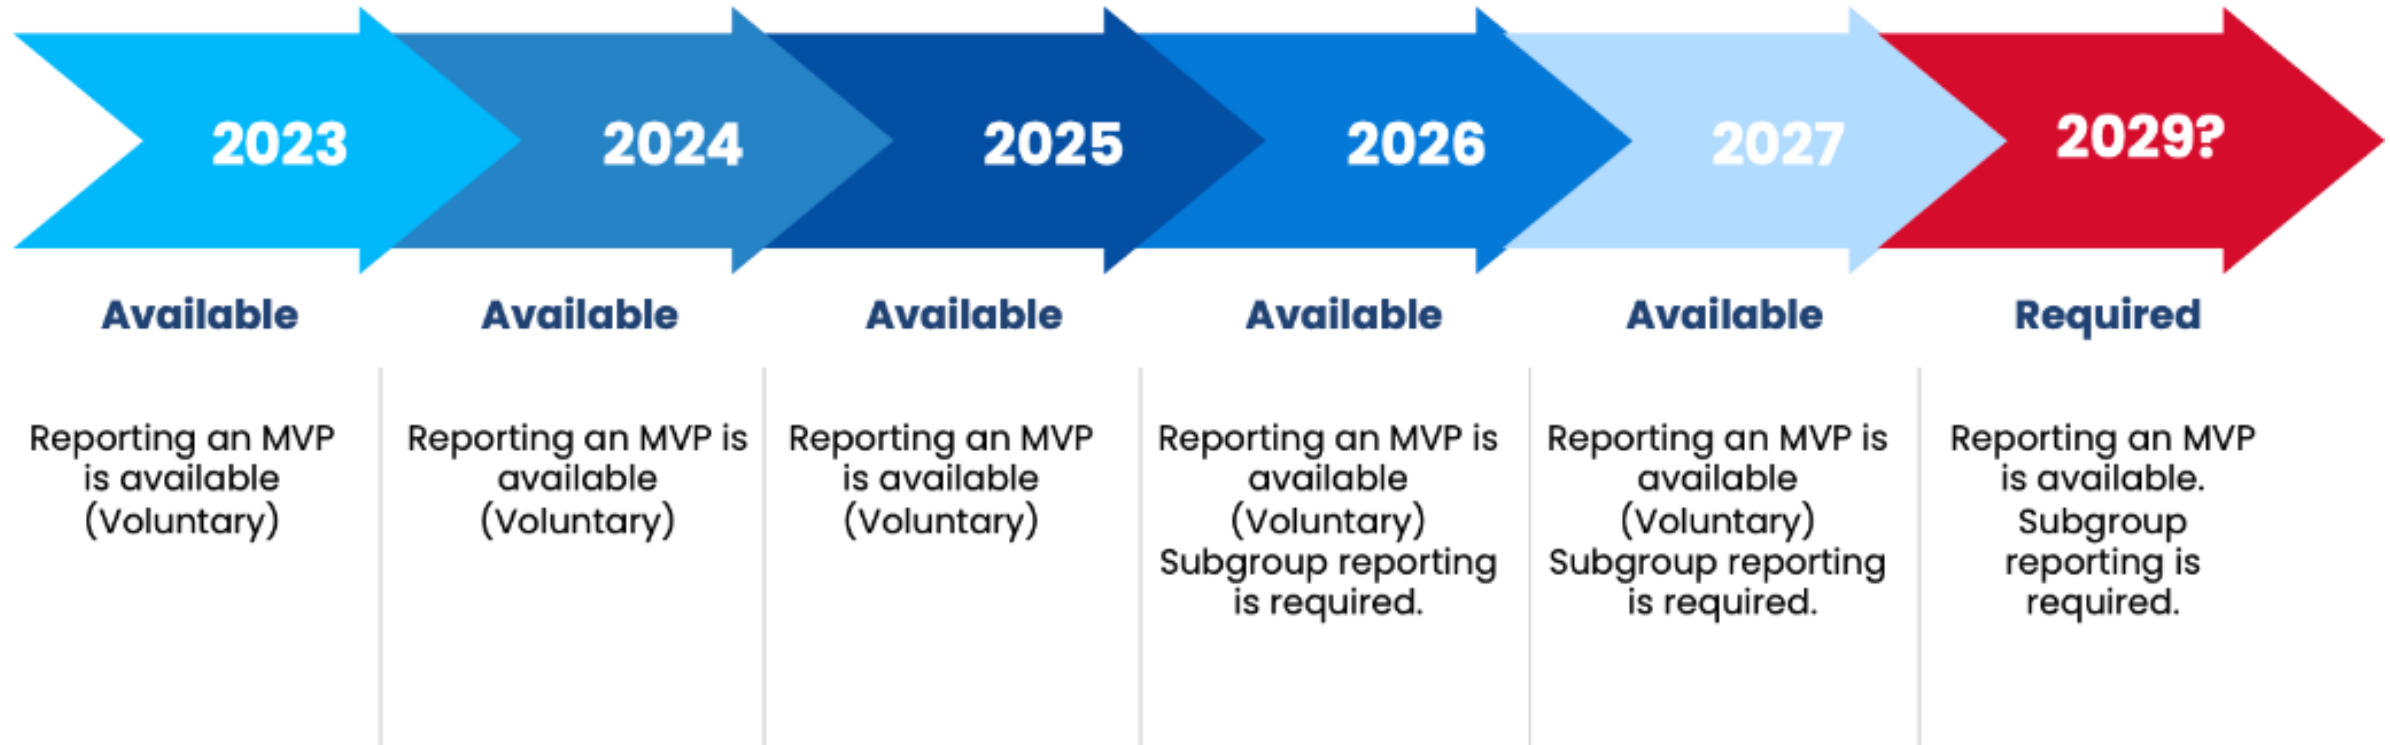 2023
2024
2025
2026
2027
2029?
Available
Available
Available
Available
Available
Required
Reporting an MVP
is available
(Voluntary)
Reporting an MVP is
available
(Voluntary)
Reporting an MVP
is available
(Voluntary)
Reporting an MVP is
available
(Voluntary)
Subgroup reporting
is required.
Reporting an MVP is
available
(Voluntary)
Subgroup reporting
is required.
Reporting an MVP
is available.
Subgroup
reporting is
required.